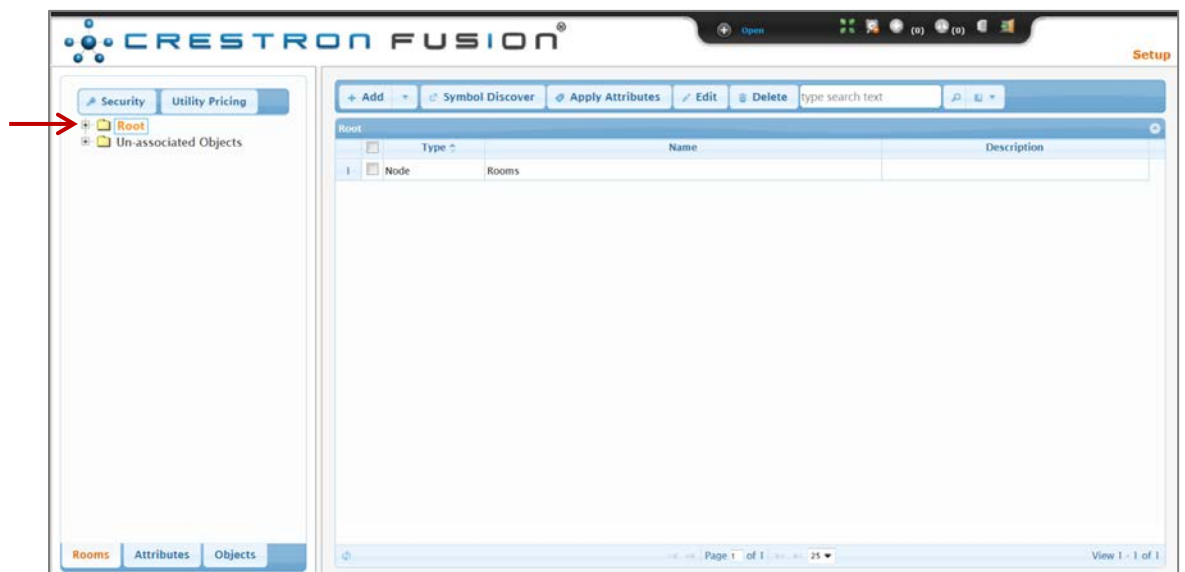 CRESTRON FUSION®
Open (0) (0)
Setup
Security Utility Pricing
Root
Un-associated Objects
Add Symbol Discover Apply Attributes Edit Delete type search text
Root
Type Name Description
1 Node Rooms
Rooms Attributes Objects
Page 1 of 1 25 View 1 - 1 of 1